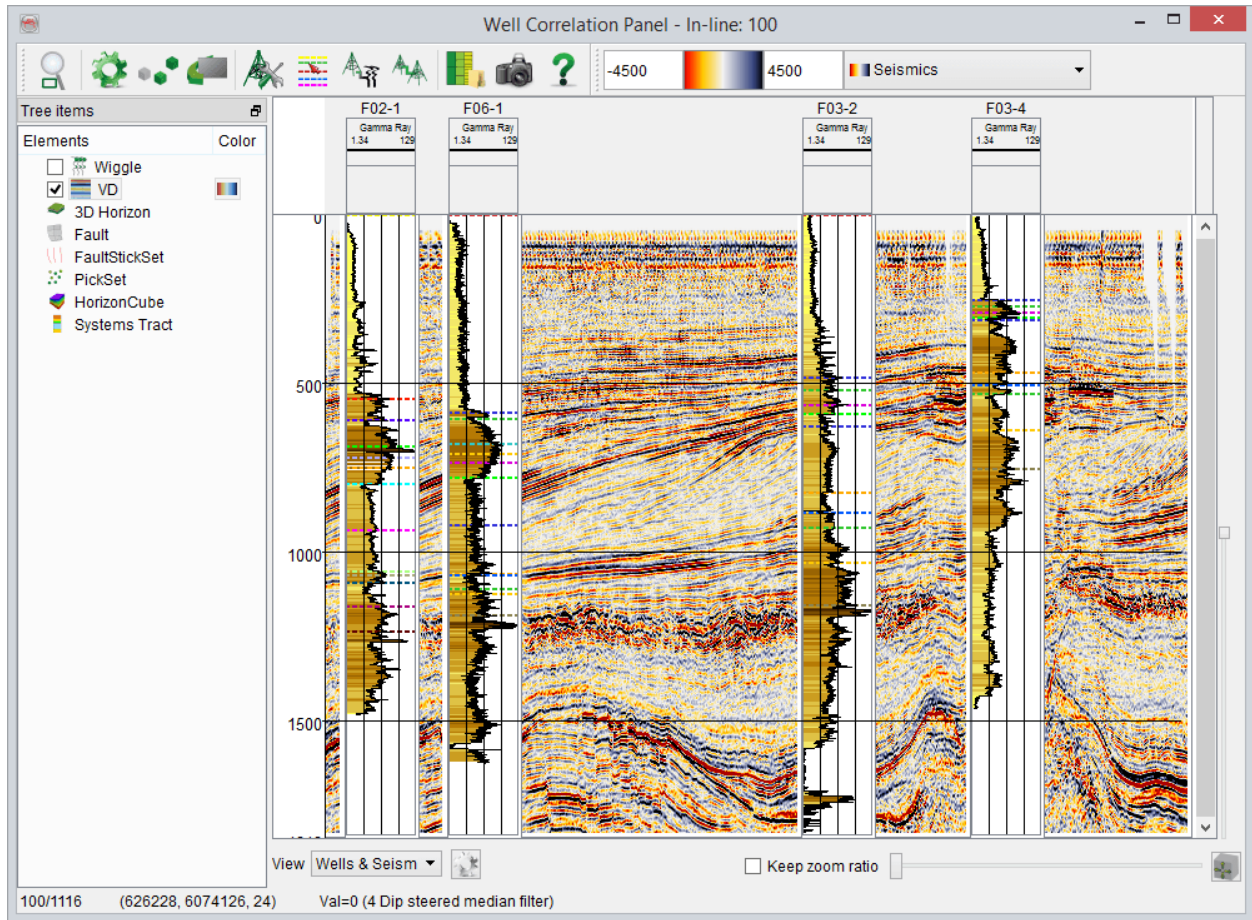 Well Correlation Panel - In-line: 100
-4500
4500
Seismics
Tree items
Elements
Color
Wiggle
VD
3D Horizon
Fault
FaultStickSet
PickSet
HorizonCube
Systems Tract
F02-1
F06-1
F03-2
F03-4
Gamma Ray
1.34 129
Gamma Ray
1.34 129
Gamma Ray
1.34 129
Gamma Ray
1.34 129
0
500
1000
1500
View
Wells & Seism
Keep zoom ratio
100/1116 (626228, 6074126, 24) Val=0 (4 Dip steered median filter)